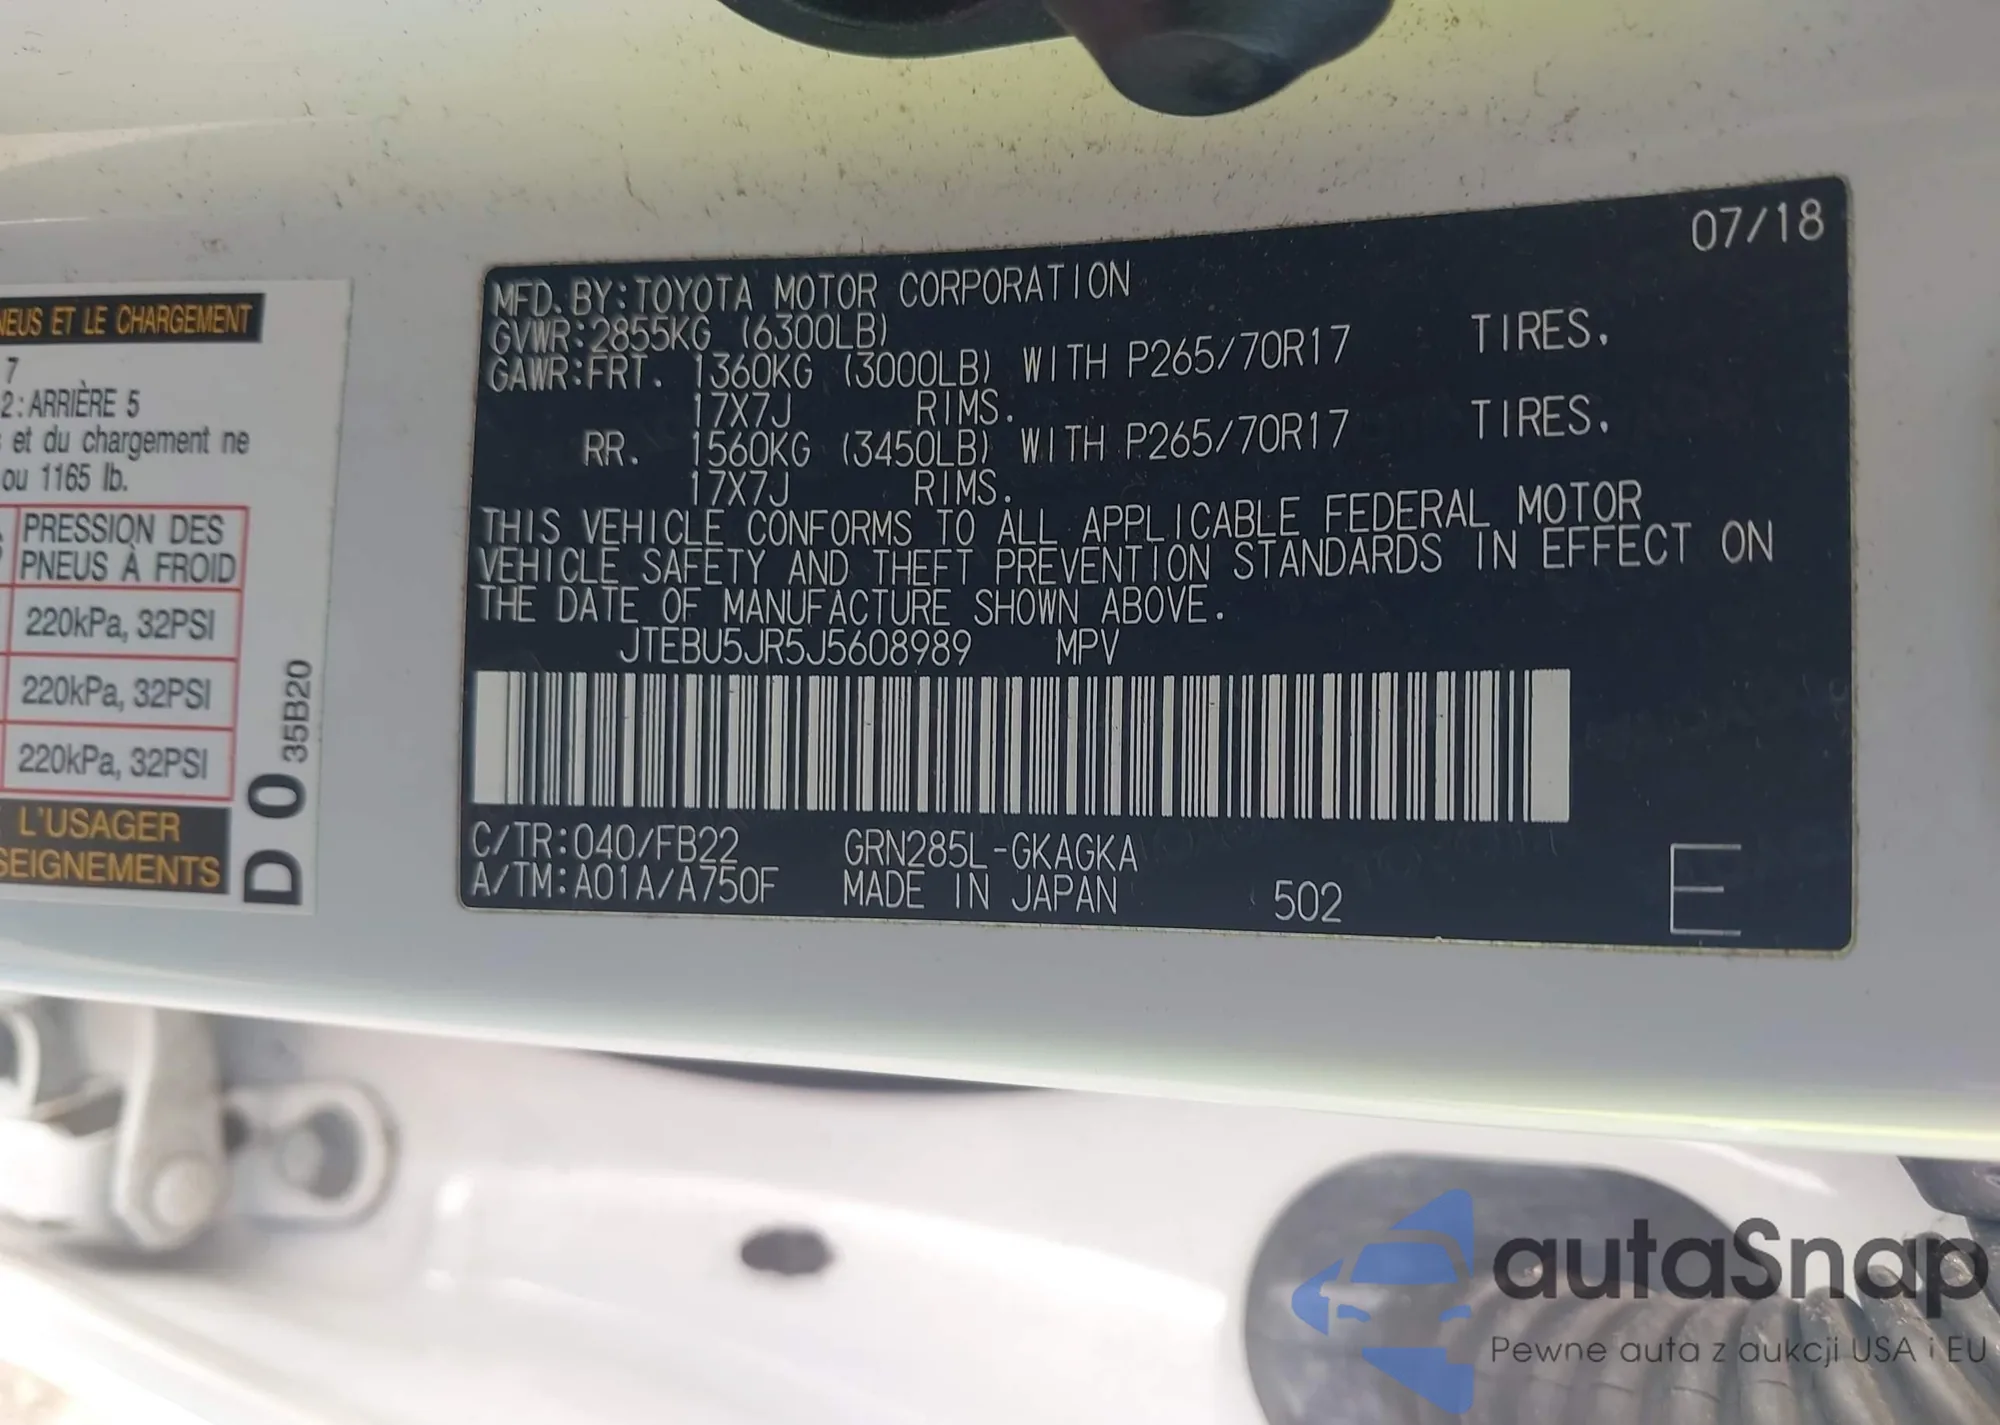 NEUS ET LE CHARGEMENT
7
2: ARRIÈRE 5
et du chargement ne
ou 1165 lb.
PRESSION DES
PNEUS À FROID
220kPa, 32PSI
220kPa, 32PSI
220kPa, 32PSI
L'USAGER
SEIGNEMENTS
D 0 35B20
07/18
MFD. BY: TOYOTA MOTOR CORPORATION
GVWR: 2855KG (6300LB)
GAWR: FRT. 1360KG (3000LB) WITH P265/70R17 TIRES.
17X7J RIMS.
RR. 1560KG (3450LB) WITH P265/70R17 TIRES.
17X7J RIMS.
THIS VEHICLE CONFORMS TO ALL APPLICABLE FEDERAL MOTOR
VEHICLE SAFETY AND THEFT PREVENTION STANDARDS IN EFFECT ON
THE DATE OF MANUFACTURE SHOWN ABOVE.
JTEBU5JR5J5608989 MPV
C/TR: 040/FB22 GRN285L-GKAGKA
A/TM: A01A/A750F MADE IN JAPAN 502 E
autaSnap
Pewne auta z aukcji USA i EU